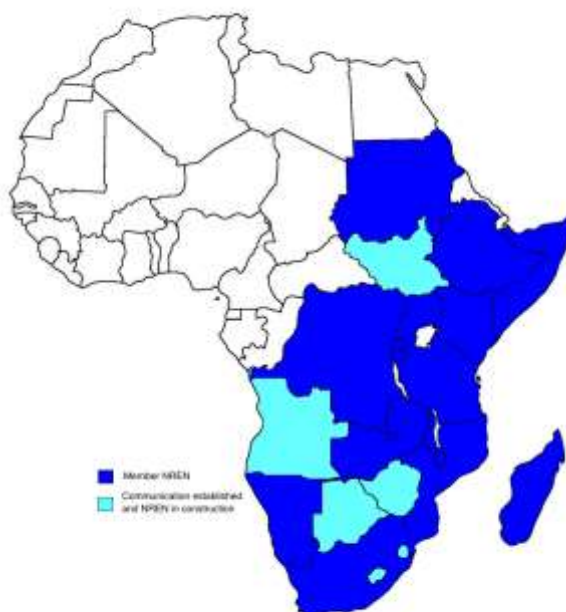 Member NREN
Communication established
and NREN in construction